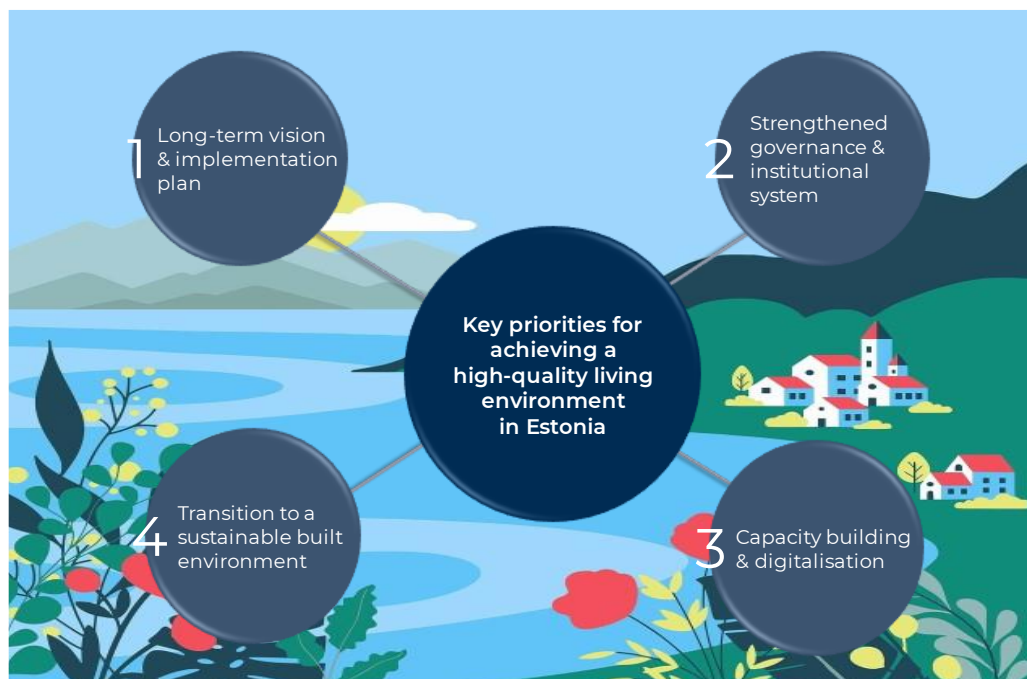 1
Long-term vision
& implementation
plan
2
Strengthened
governance &
institutional
system
Key priorities for
achieving a
high-quality living
environment
in Estonia
3
Capacity building
& digitalisation
4
Transition to a
sustainable built
environment